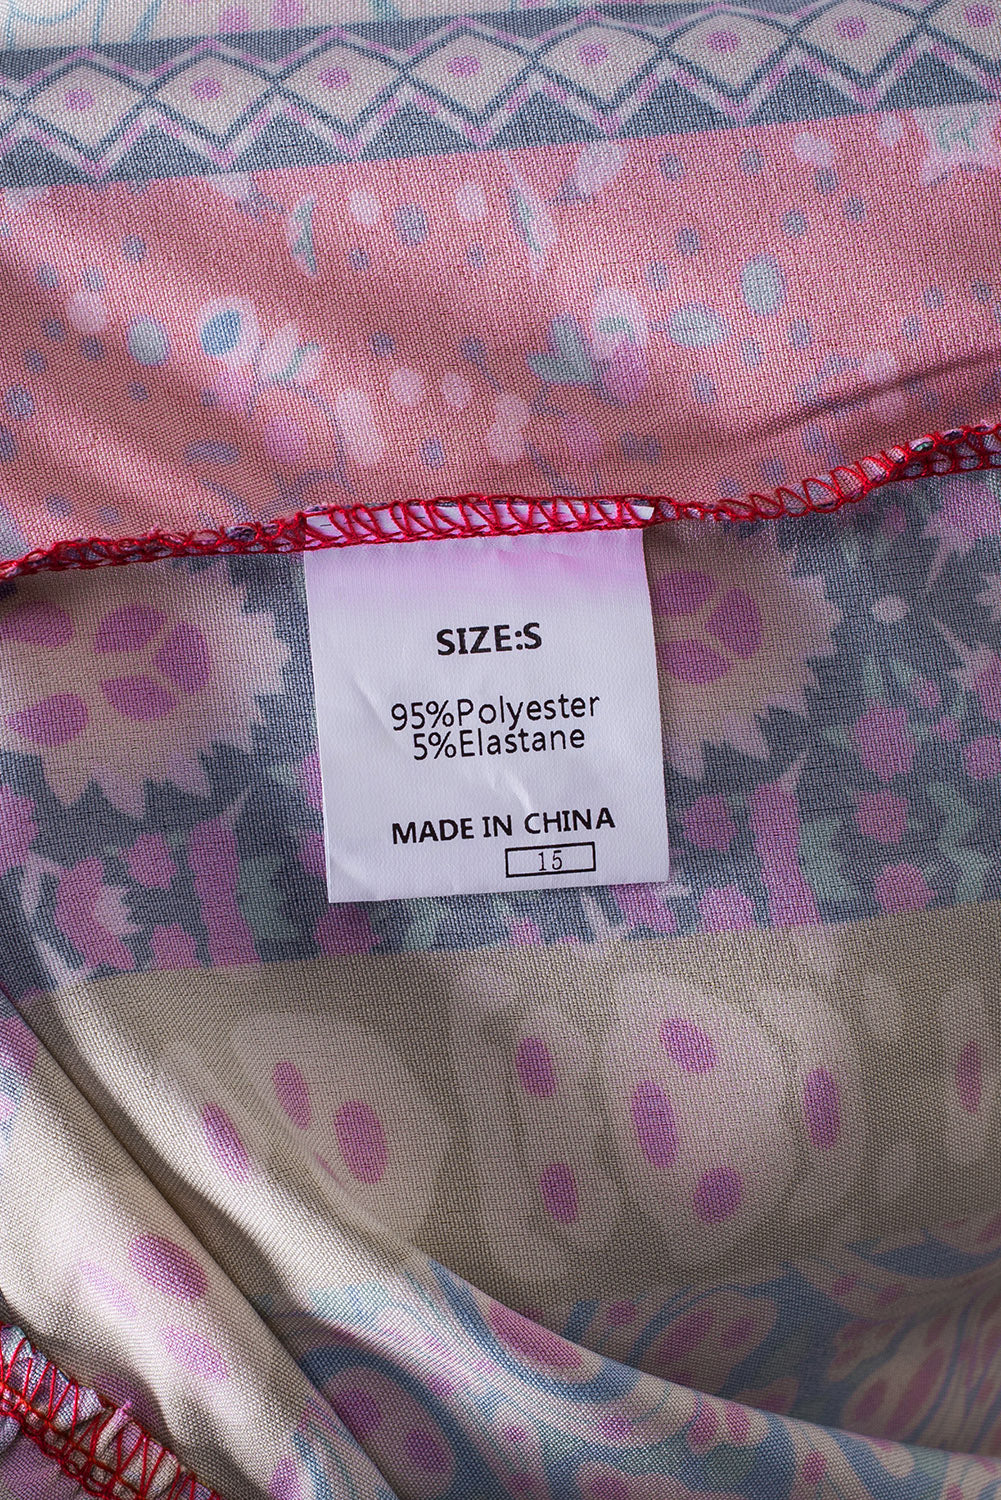 SIZE:S
95%Polyester
5%Elastane
MADE IN CHINA
15